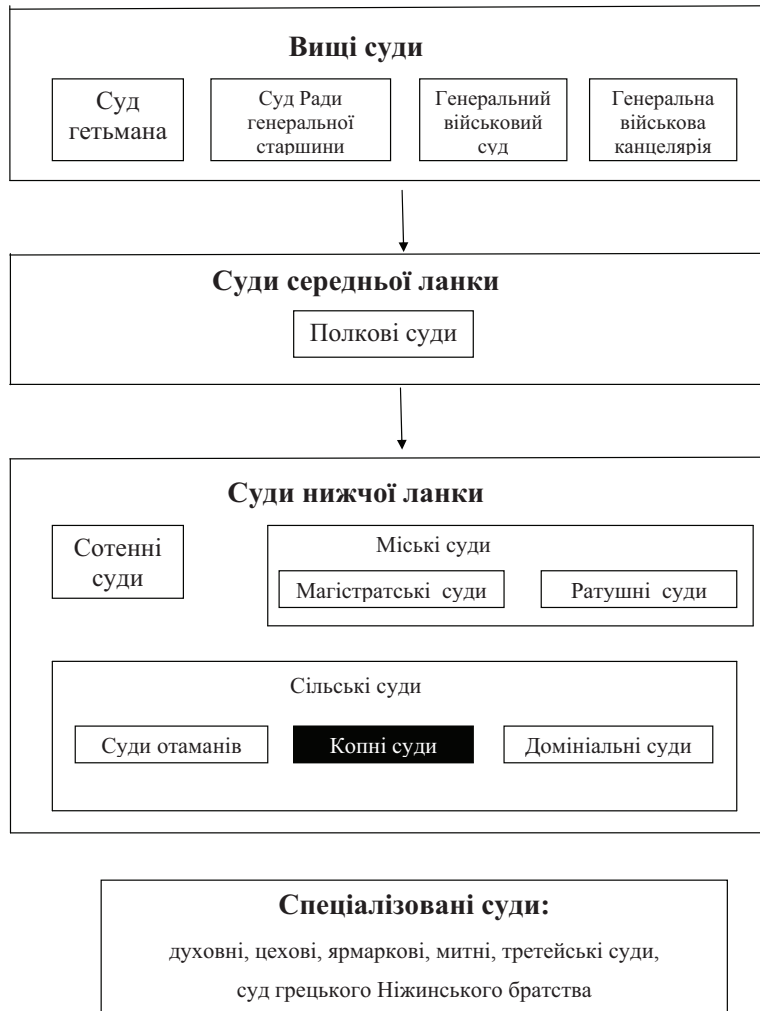 Вищі суди
Суд
гетьмана
Суд Ради
генеральної
старшини
Генеральний
військовий
суд
Генеральна
військова
канцелярія
Суди середньої ланки
Полкові суди
Суди нижчої ланки
Сотенні
суди
Міські суди
Магістратські суди
Ратушні суди
Сільські суди
Суди отаманів
Копні суди
Домініальні суди
Спеціалізовані суди:
духовні, цехові, ярмаркові, митні, третейські суди,
суд грецького Ніжинського братства